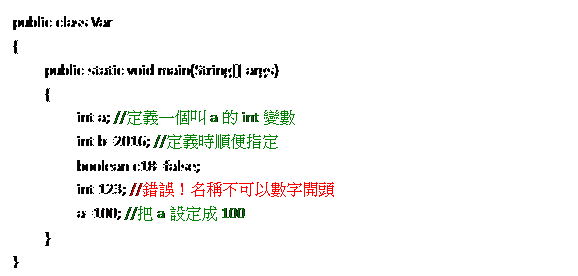 public class Var
{
public static void main(String[] args)
{
int a; //定義一個叫 a 的 int 變數
int b=2016; //定義時順便指定
boolean c18=false;
int 123; //錯誤！名稱不可以數字開頭
a=100; //把 a 設定成 100
}
}